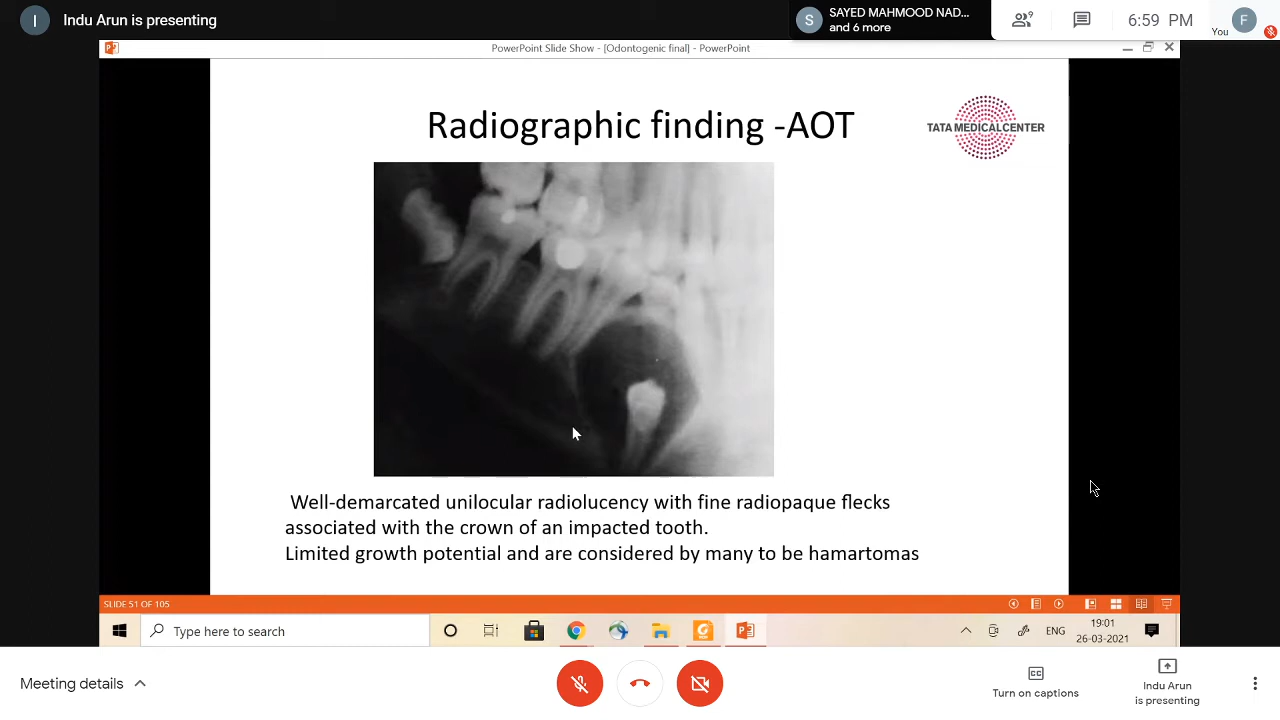 I
Indu Arun is presenting
S
SAYED MAHMOOD NAD...
and 6 more
9
6:59 PM
F
You
PowerPoint Slide Show - [Odontogenic final] - PowerPoint
Radiographic finding -AOT
TATA MEDICAL CENTER
Well-demarcated unilocular radiolucency with fine radiopaque flecks
associated with the crown of an impacted tooth.
Limited growth potential and are considered by many to be hamartomas
SLIDE 51 OF 105
Type here to search
ENG
19:01
26-03-2021
Meeting details
CC
Turn on captions
Indu Arun
is presenting